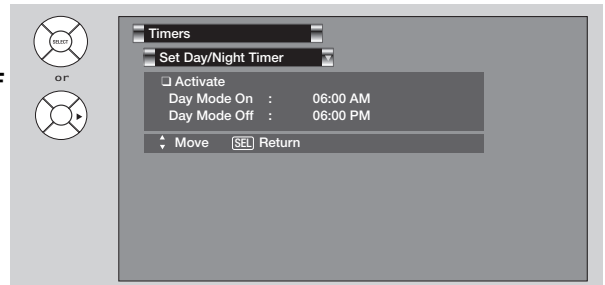 SELECT
or
Timers
Set Day/Night Timer
Activate
Day Mode On : 06:00 AM
Day Mode Off : 06:00 PM
Move SEL Return